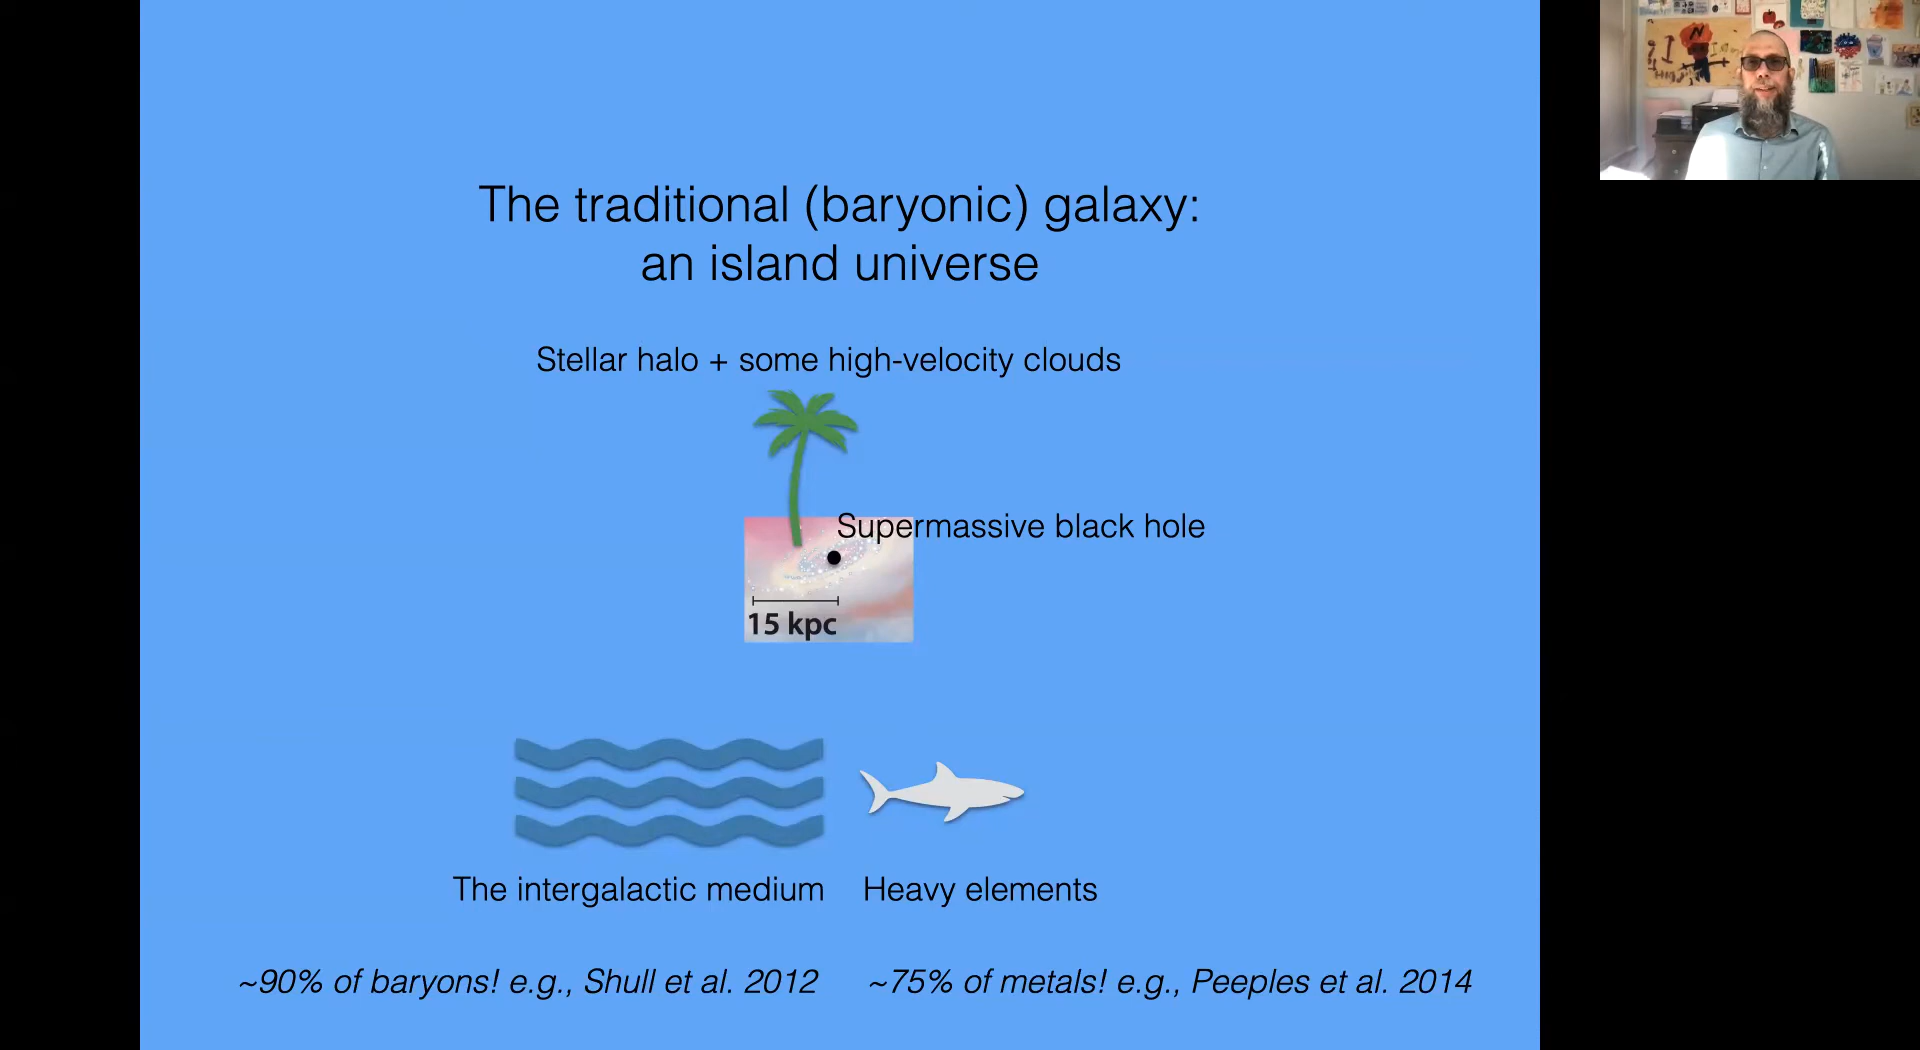 The traditional (baryonic) galaxy:
an island universe
Stellar halo + some high-velocity clouds
Supermassive black hole
15 kpc
The intergalactic medium
Heavy elements
~90% of baryons! e.g., Shull et al. 2012
~75% of metals! e.g., Peeples et al. 2014